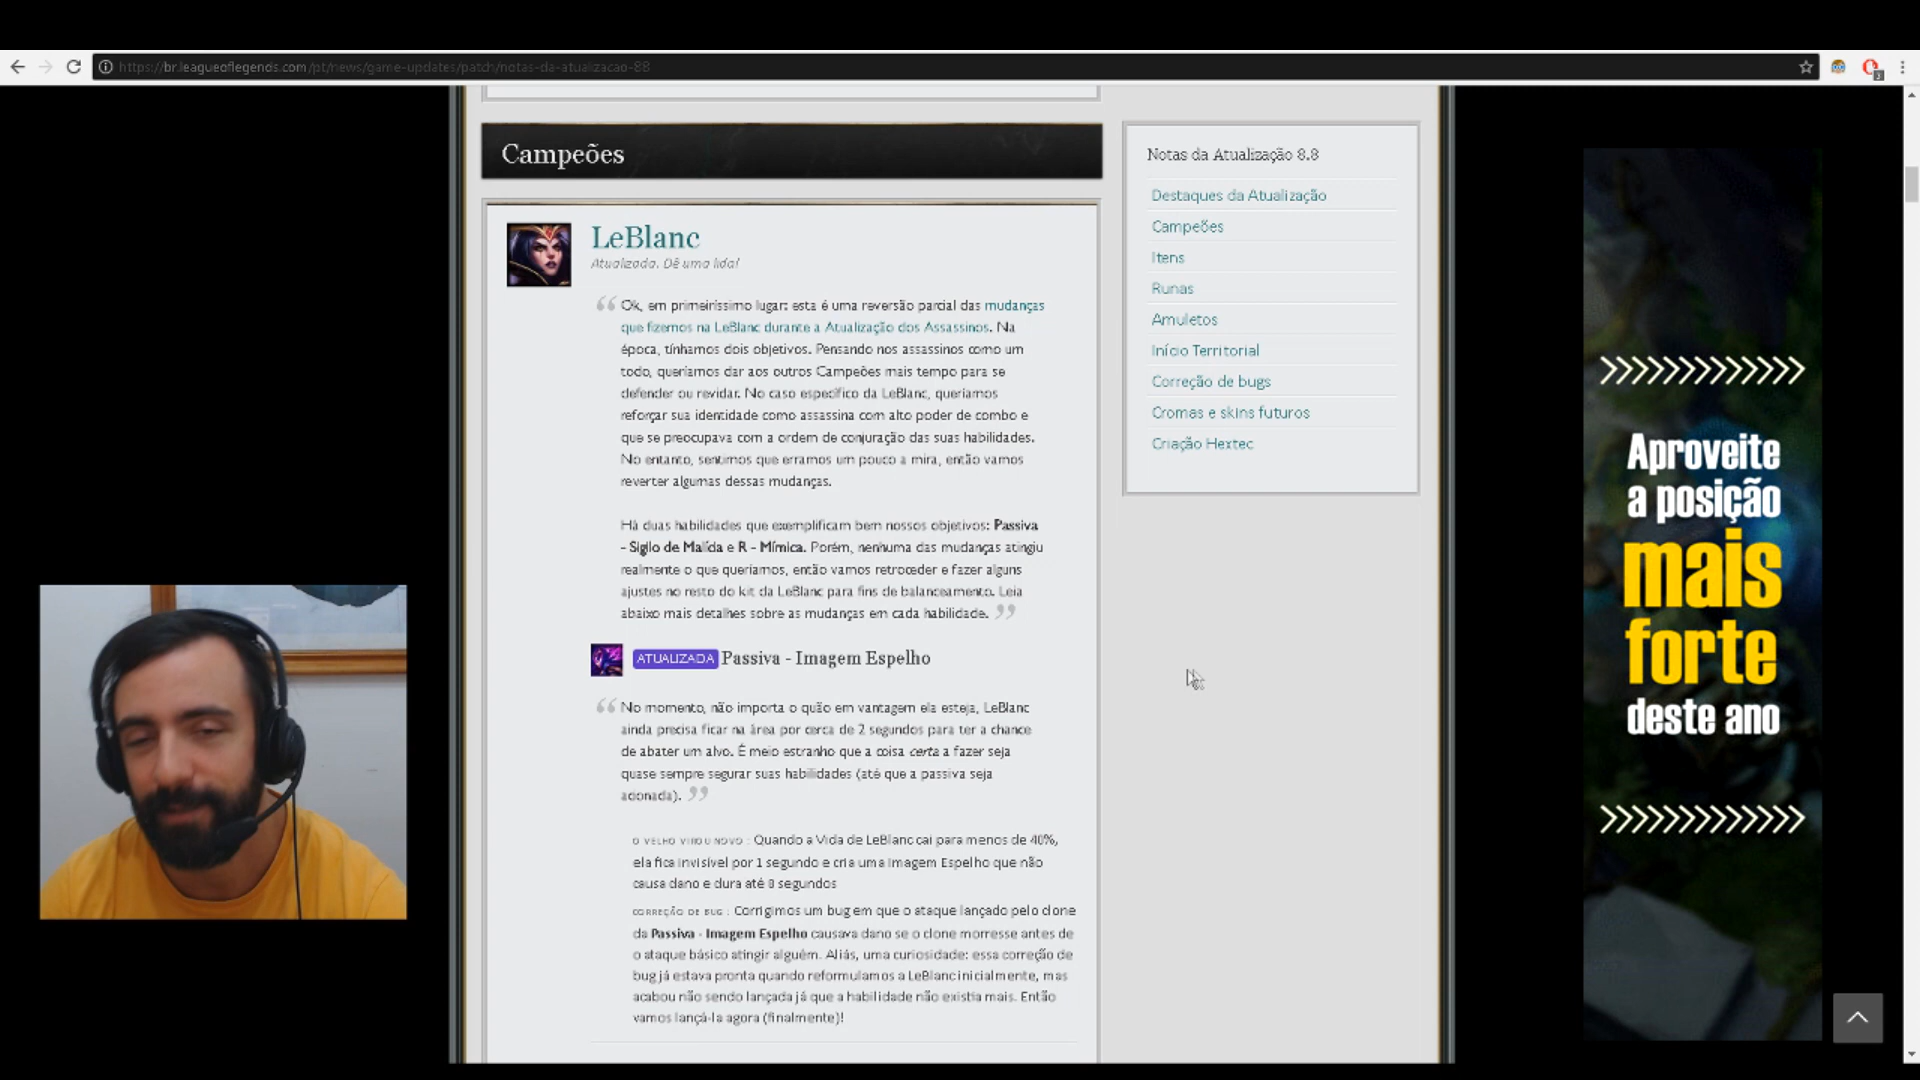 https://br.leagueoflegends.com/pt/news/game-updates/patch/notas-da-atualizacao-88
3
Campeões
LeBlanc
Atualizada. Dê uma lida!
“ Ok, em primeiríssimo lugar: esta é uma reversão parcial das mudanças
que fizemos na LeBlanc durante a Atualização dos Assassinos. Na
época, tínhamos dois objetivos. Pensando nos assassinos como um
todo, queríamos dar aos outros Campeões mais tempo para se
defender ou revidar. No caso específico da LeBlanc, queríamos
reforçar sua identidade como assassina com alto poder de combo e
que se preocupava com a ordem de conjuração das suas habilidades.
No entanto, sentimos que erramos um pouco a mira, então vamos
reverter algumas dessas mudanças.
Há duas habilidades que exemplificam bem nossos objetivos: Passiva
- Sigilo de Malícia e R - Mímica. Porém, nenhuma das mudanças atingiu
realmente o que queríamos, então vamos retroceder e fazer alguns
ajustes no resto do kit da LeBlanc para fins de balanceamento. Leia
abaixo mais detalhes sobre as mudanças em cada habilidade. ”
ATUALIZADA Passiva - Imagem Espelho
“ No momento, não importa o quão em vantagem ela esteja, LeBlanc
ainda precisa ficar na área por cerca de 2 segundos para ter a chance
de abater um alvo. É meio estranho que a coisa certa a fazer seja
quase sempre segurar suas habilidades (até que a passiva seja
acionada). ”
O VELHO VIROU NOVO : Quando a Vida de LeBlanc cai para menos de 40%,
ela fica invisível por 1 segundo e cria uma Imagem Espelho que não
causa dano e dura até 8 segundos
CORREÇÃO DE BUG : Corrigimos um bug em que o ataque lançado pelo clone
da Passiva - Imagem Espelho causava dano se o clone morresse antes de
o ataque básico atingir alguém. Aliás, uma curiosidade: essa correção de
bug já estava pronta quando reformulamos a LeBlanc inicialmente, mas
acabou não sendo lançada já que a habilidade não existia mais. Então
vamos lançá-la agora (finalmente)!
Notas da Atualização 8.8
Destaques da Atualização
Campeões
Itens
Runas
Amuletos
Início Territorial
Correção de bugs
Cromas e skins futuros
Criação Hextec
Aproveite
a posição
mais
forte
deste ano